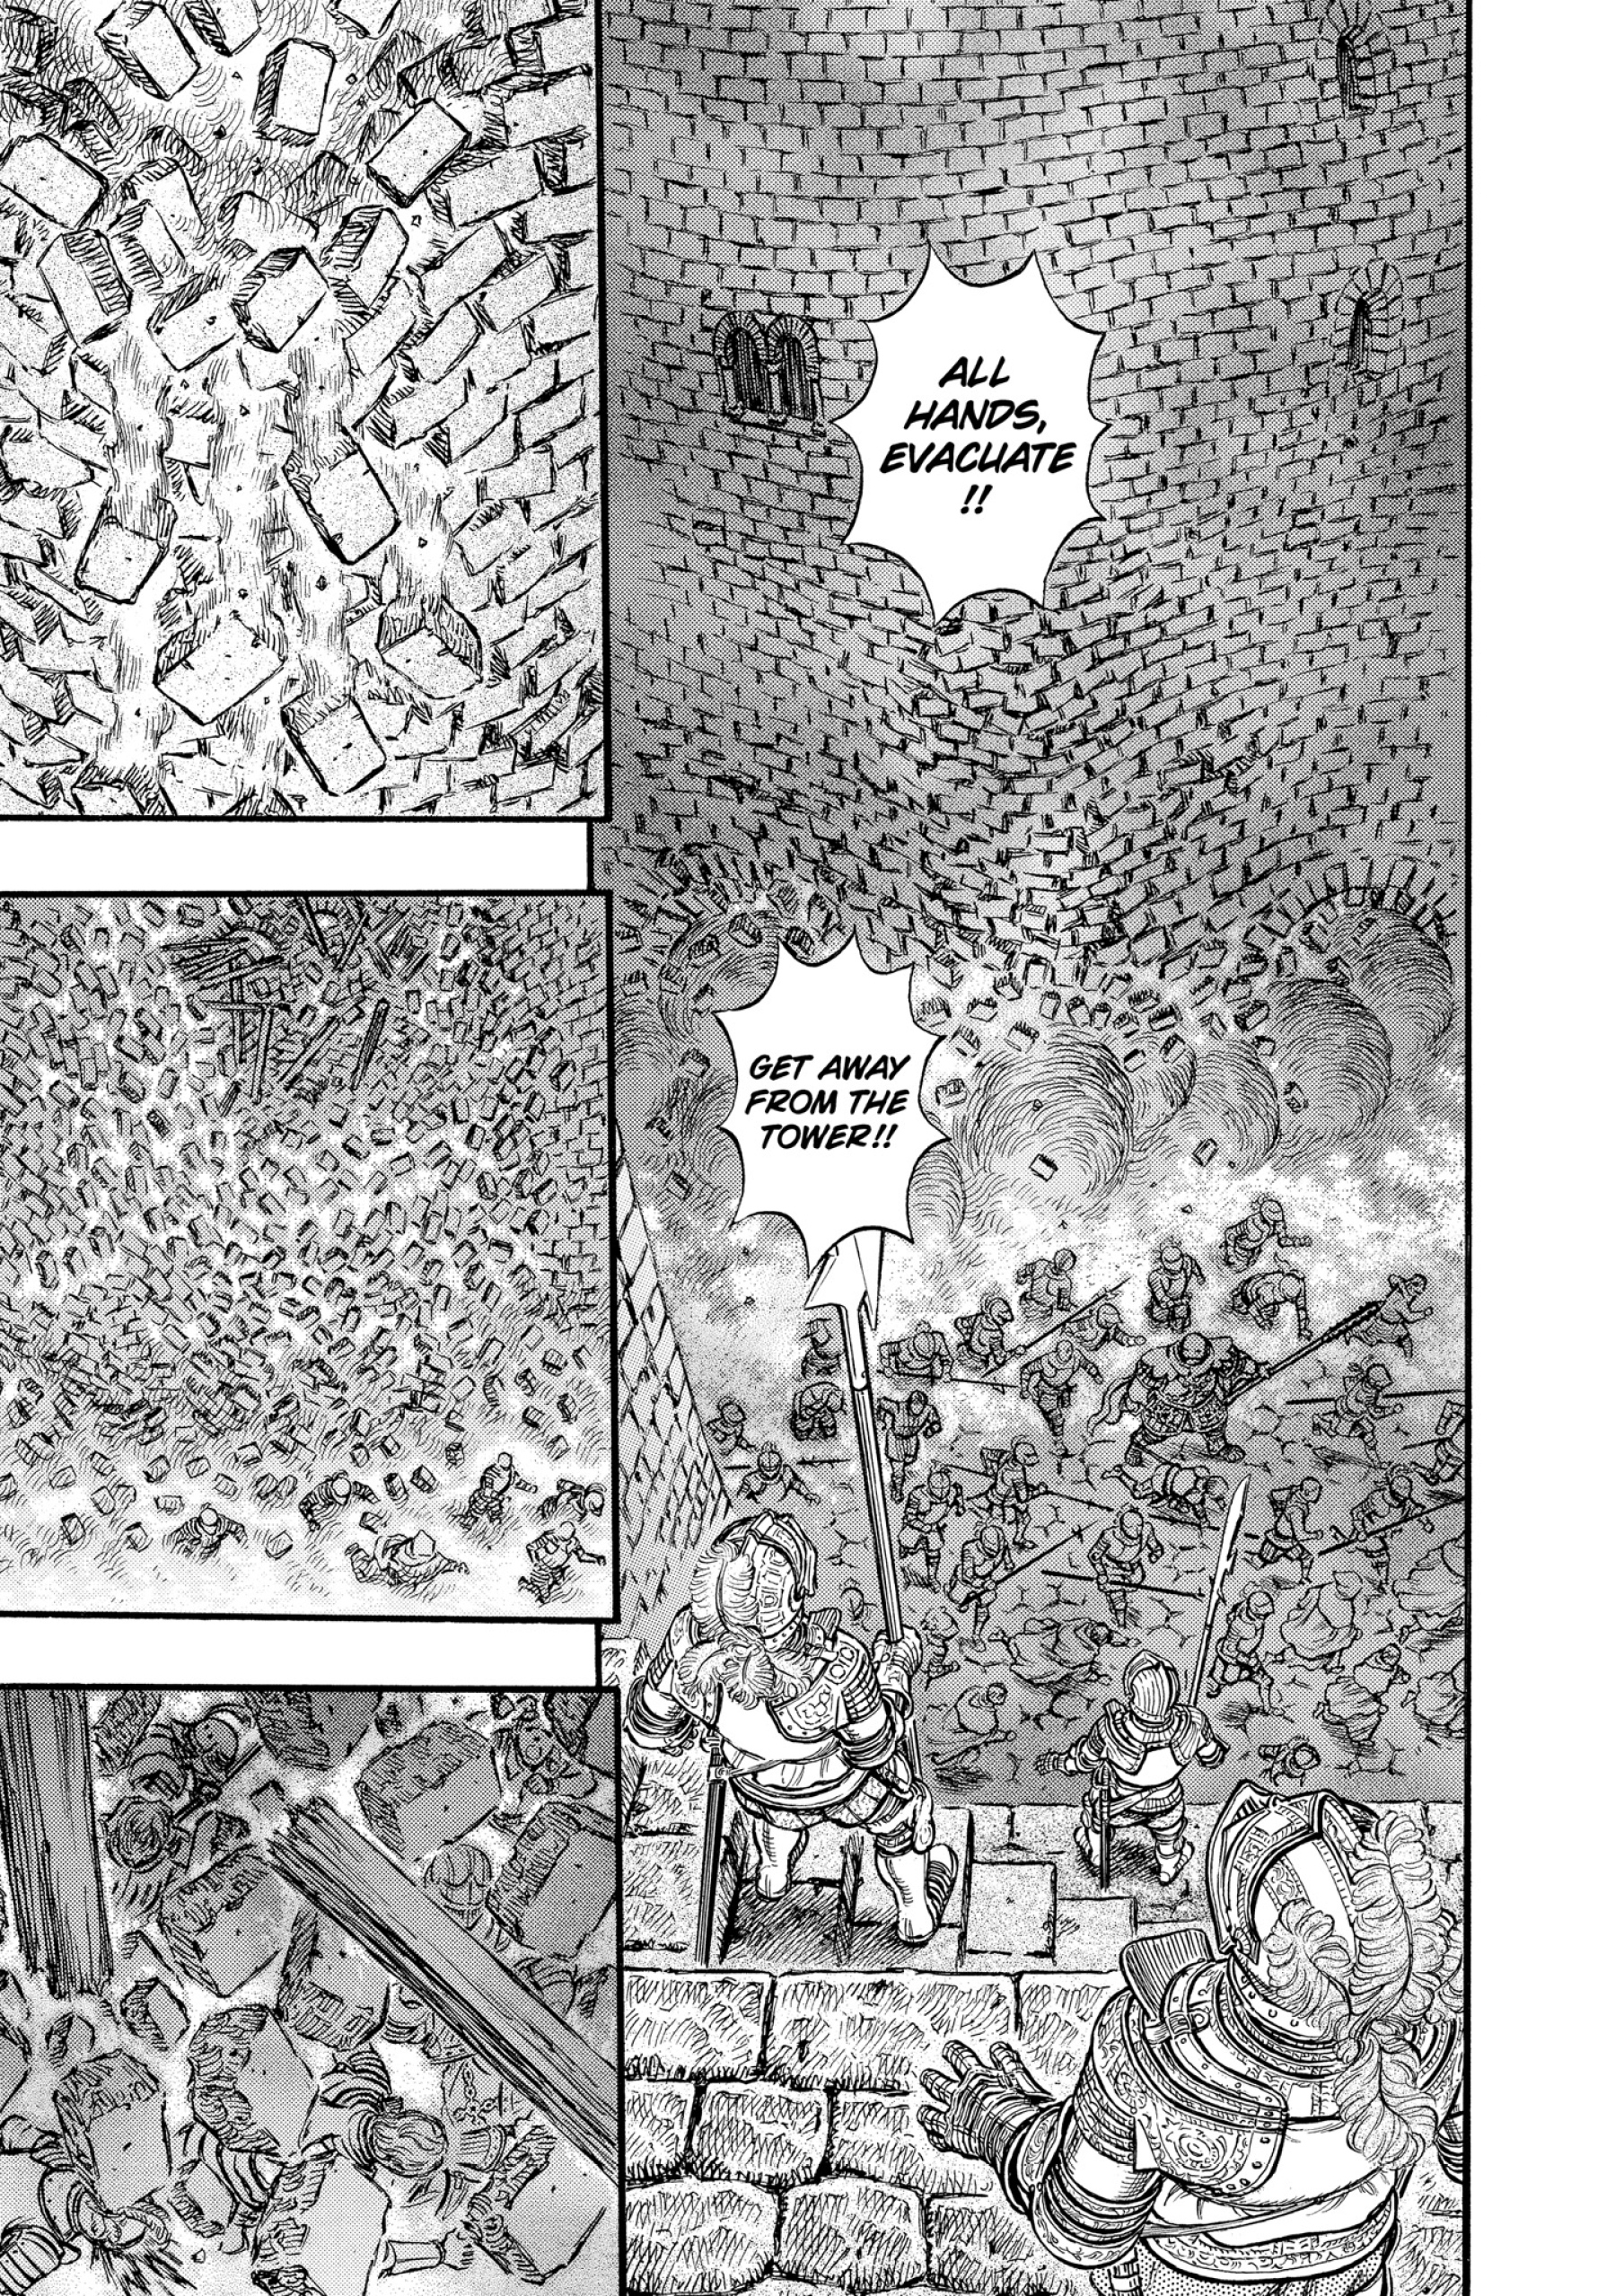 ALL
HANDS,
EVACUATE
!!
GET AWAY
FROM THE
TOWER!!